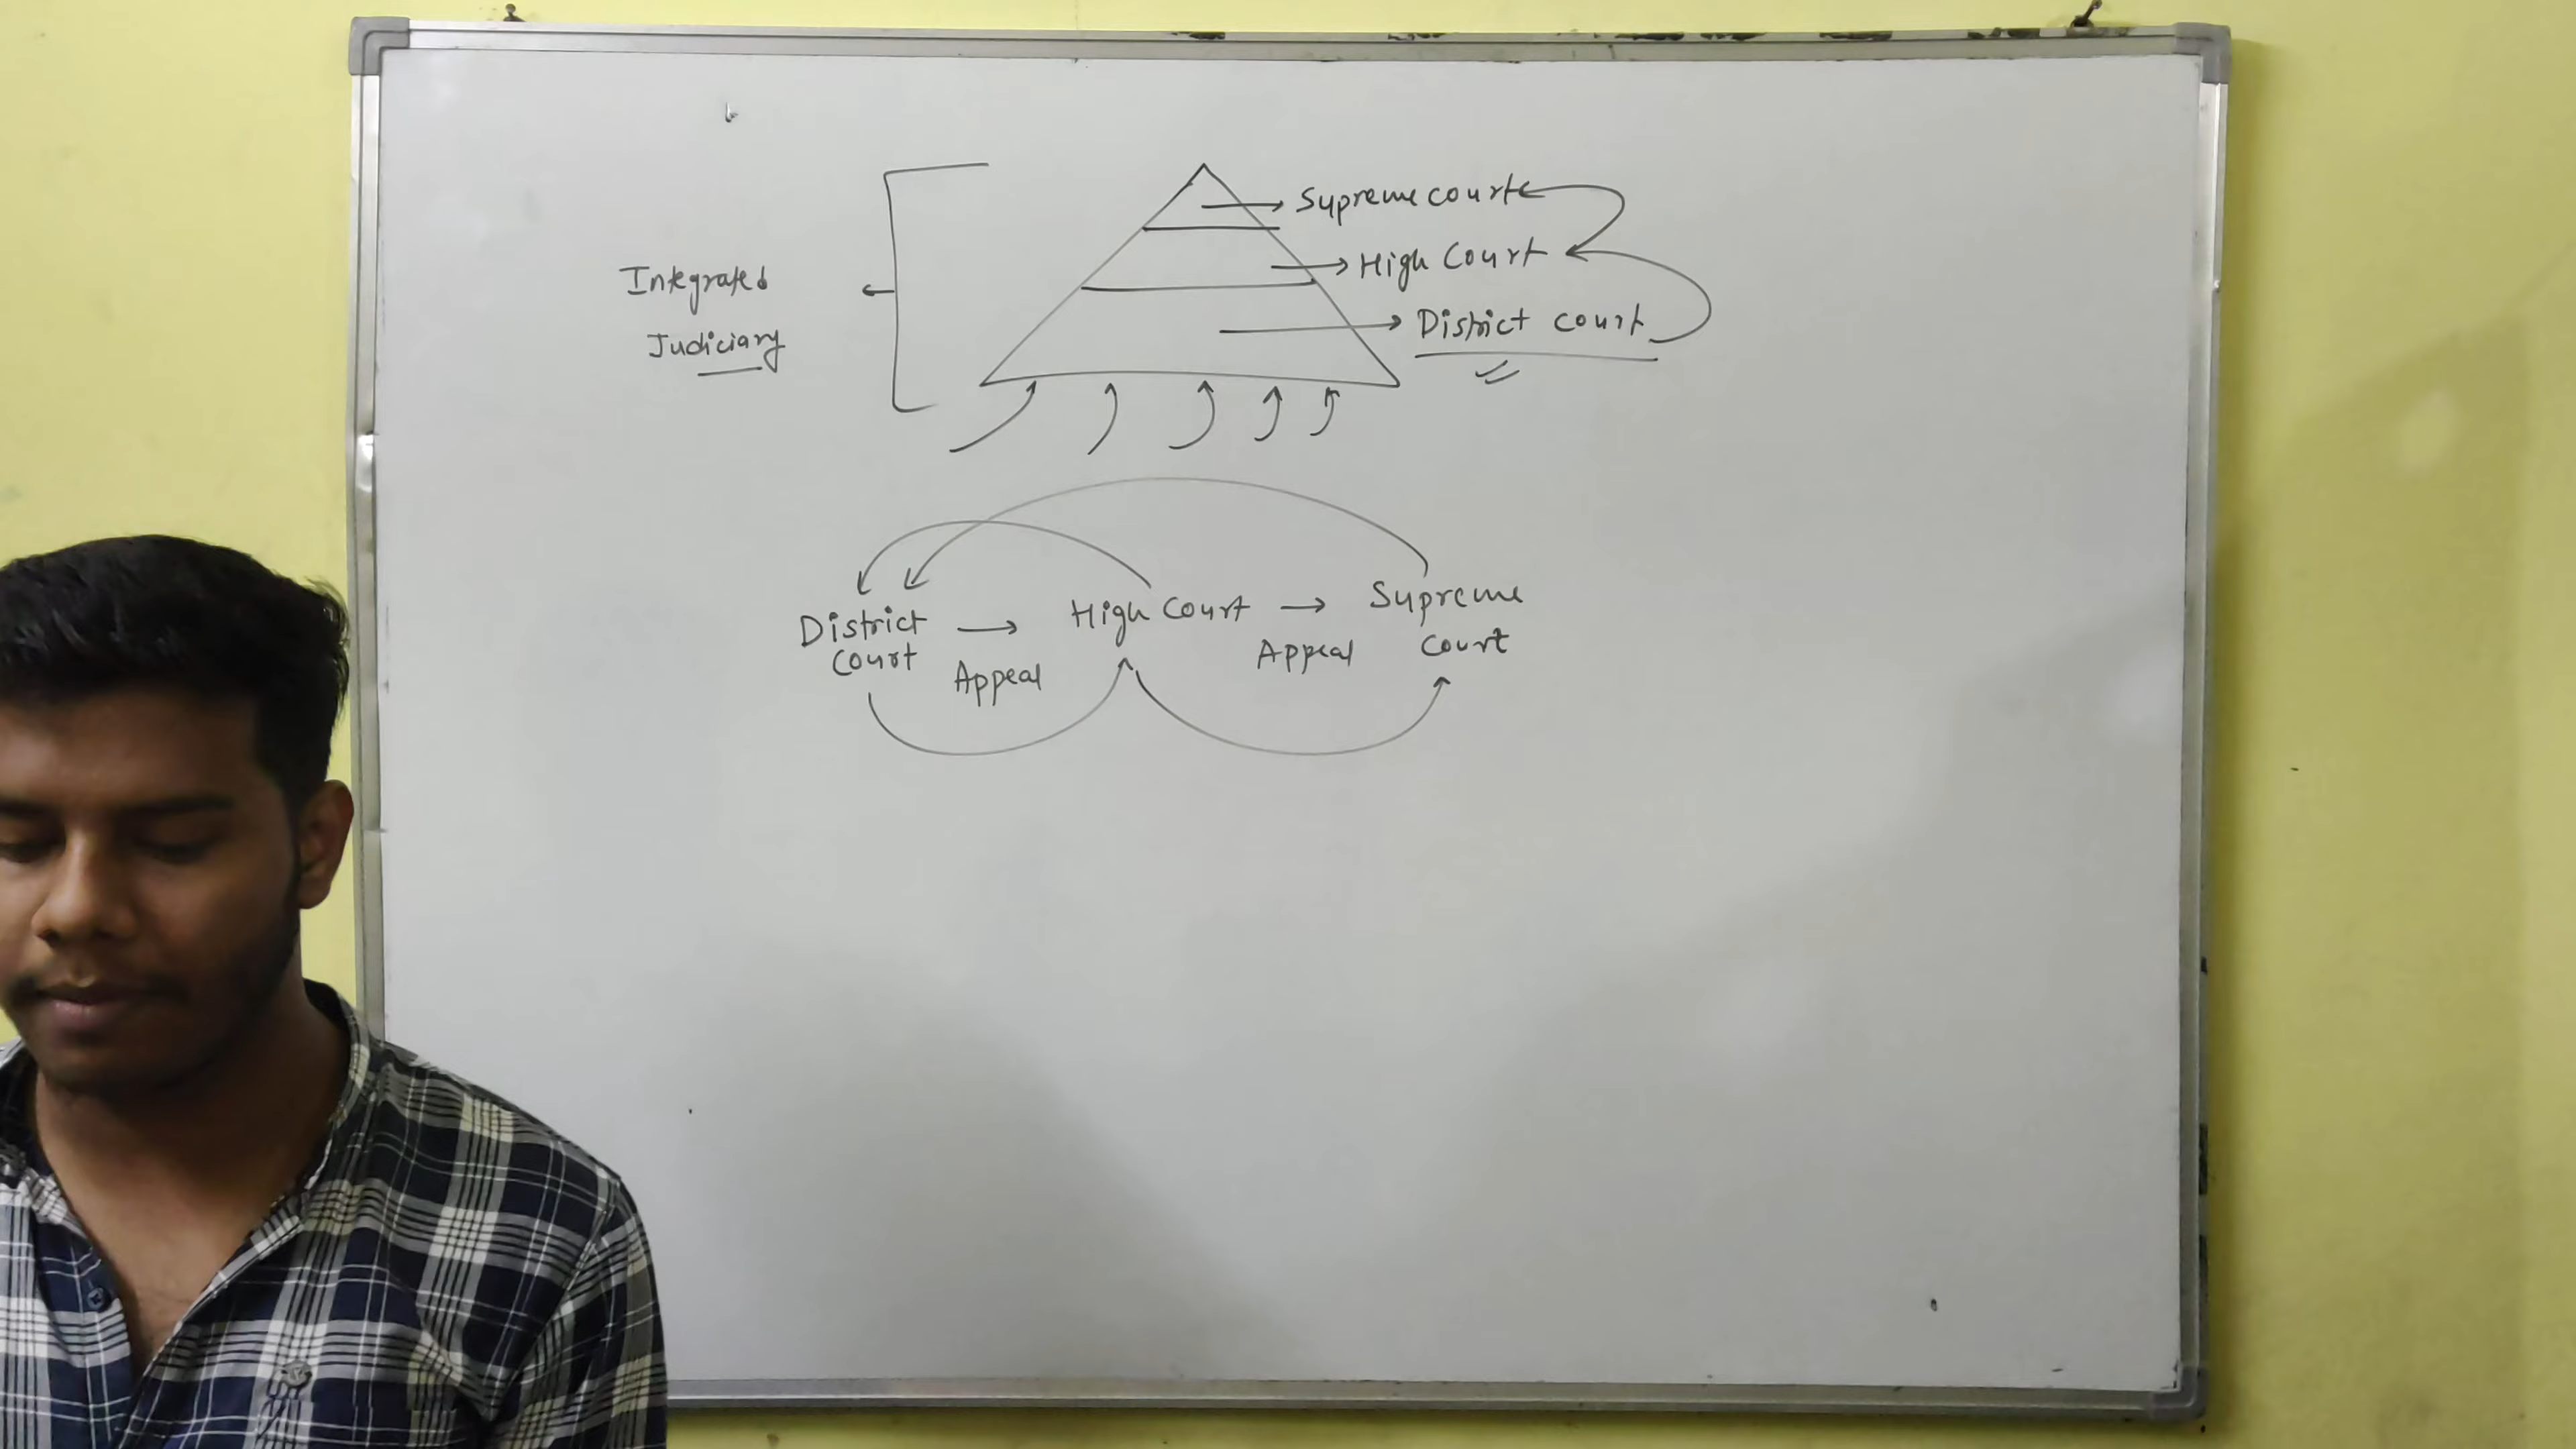 Supreme court
High Court
District court
Integrated
Judiciary
District
court
Appeal
High Court
Appeal
Supreme
court